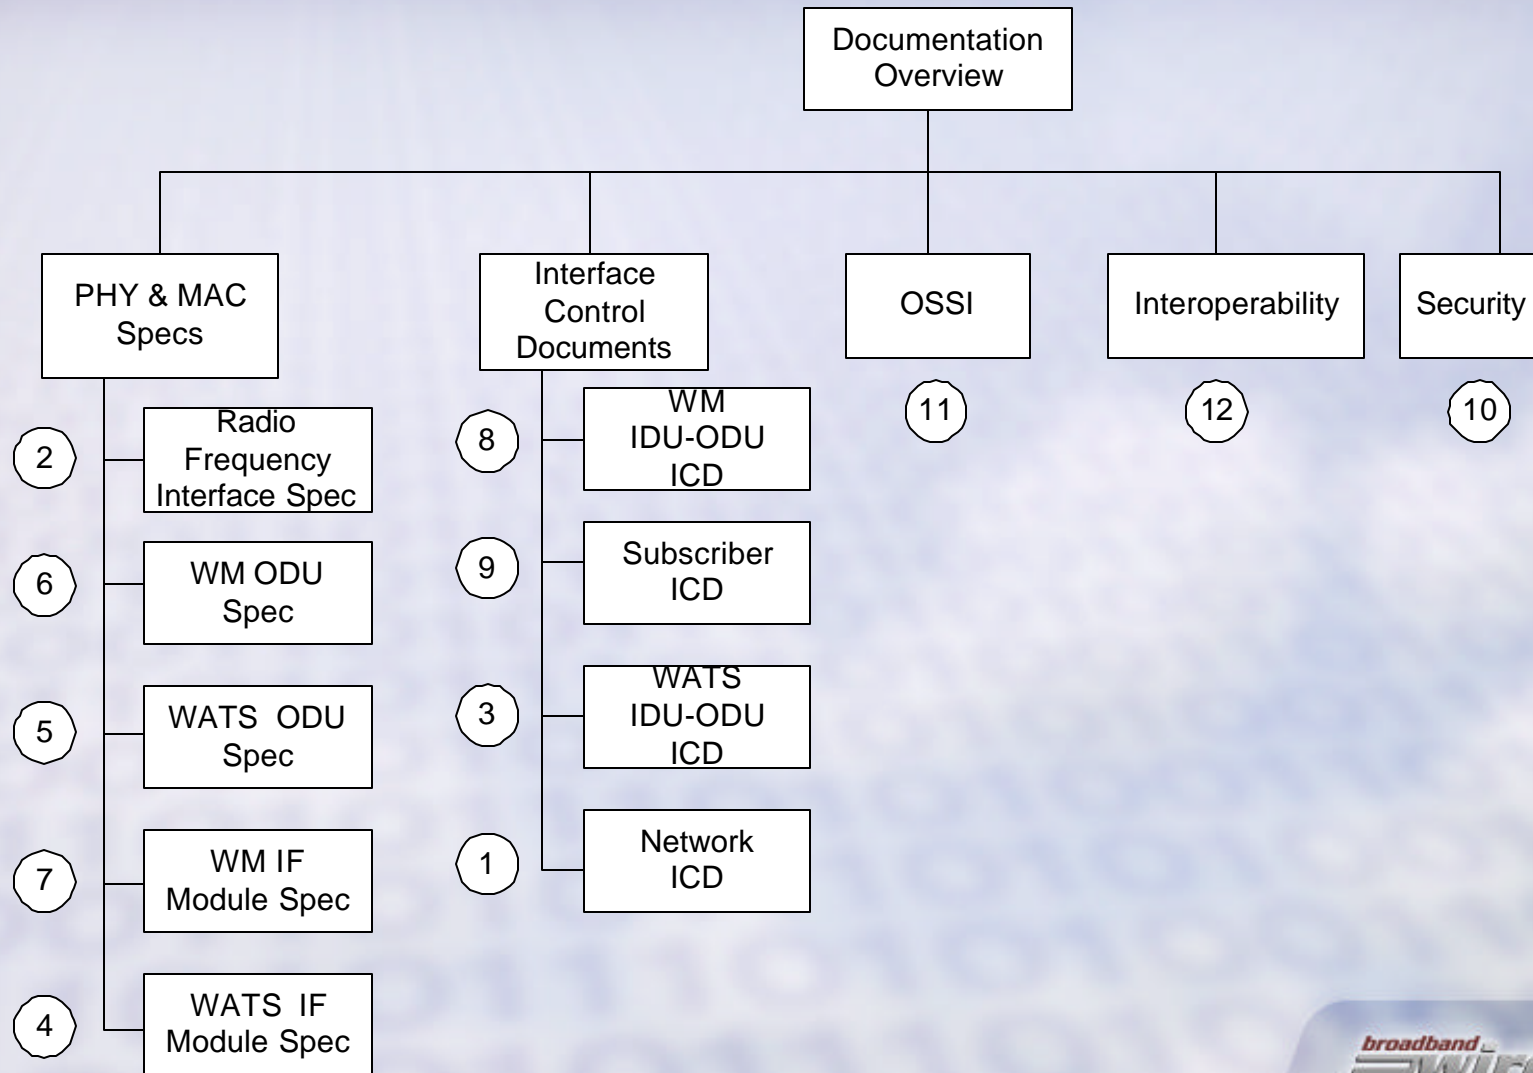 Documentation
Overview
PHY & MAC
Specs
Interface
Control
Documents
OSSI
Interoperability
Security
11
12
10
2
Radio
Frequency
Interface Spec
6
WM ODU
Spec
5
WATS ODU
Spec
7
WM IF
Module Spec
4
WATS IF
Module Spec
8
WM
IDU-ODU
ICD
9
Subscriber
ICD
3
WATS
IDU-ODU
ICD
1
Network
ICD
broadband